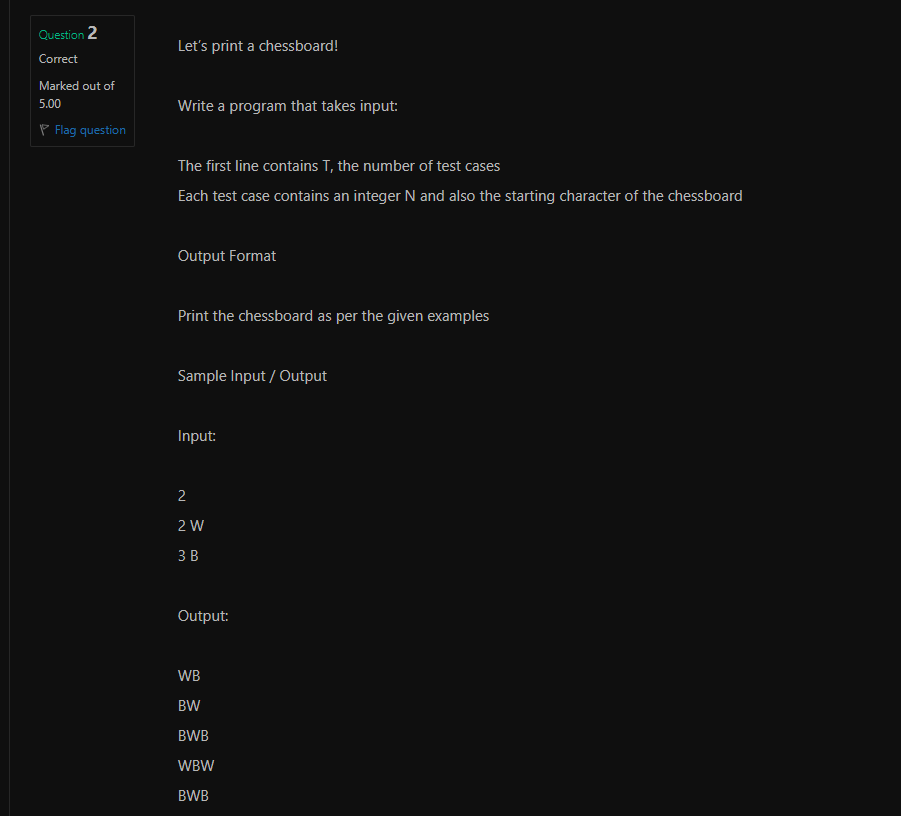 Question 2
Correct
Marked out of
5.00
Flag question
Let’s print a chessboard!
Write a program that takes input:
The first line contains T, the number of test cases
Each test case contains an integer N and also the starting character of the chessboard
Output Format
Print the chessboard as per the given examples
Sample Input / Output
Input:
2
2 W
3 B
Output:
WB
BW
BWB
WBW
BWB